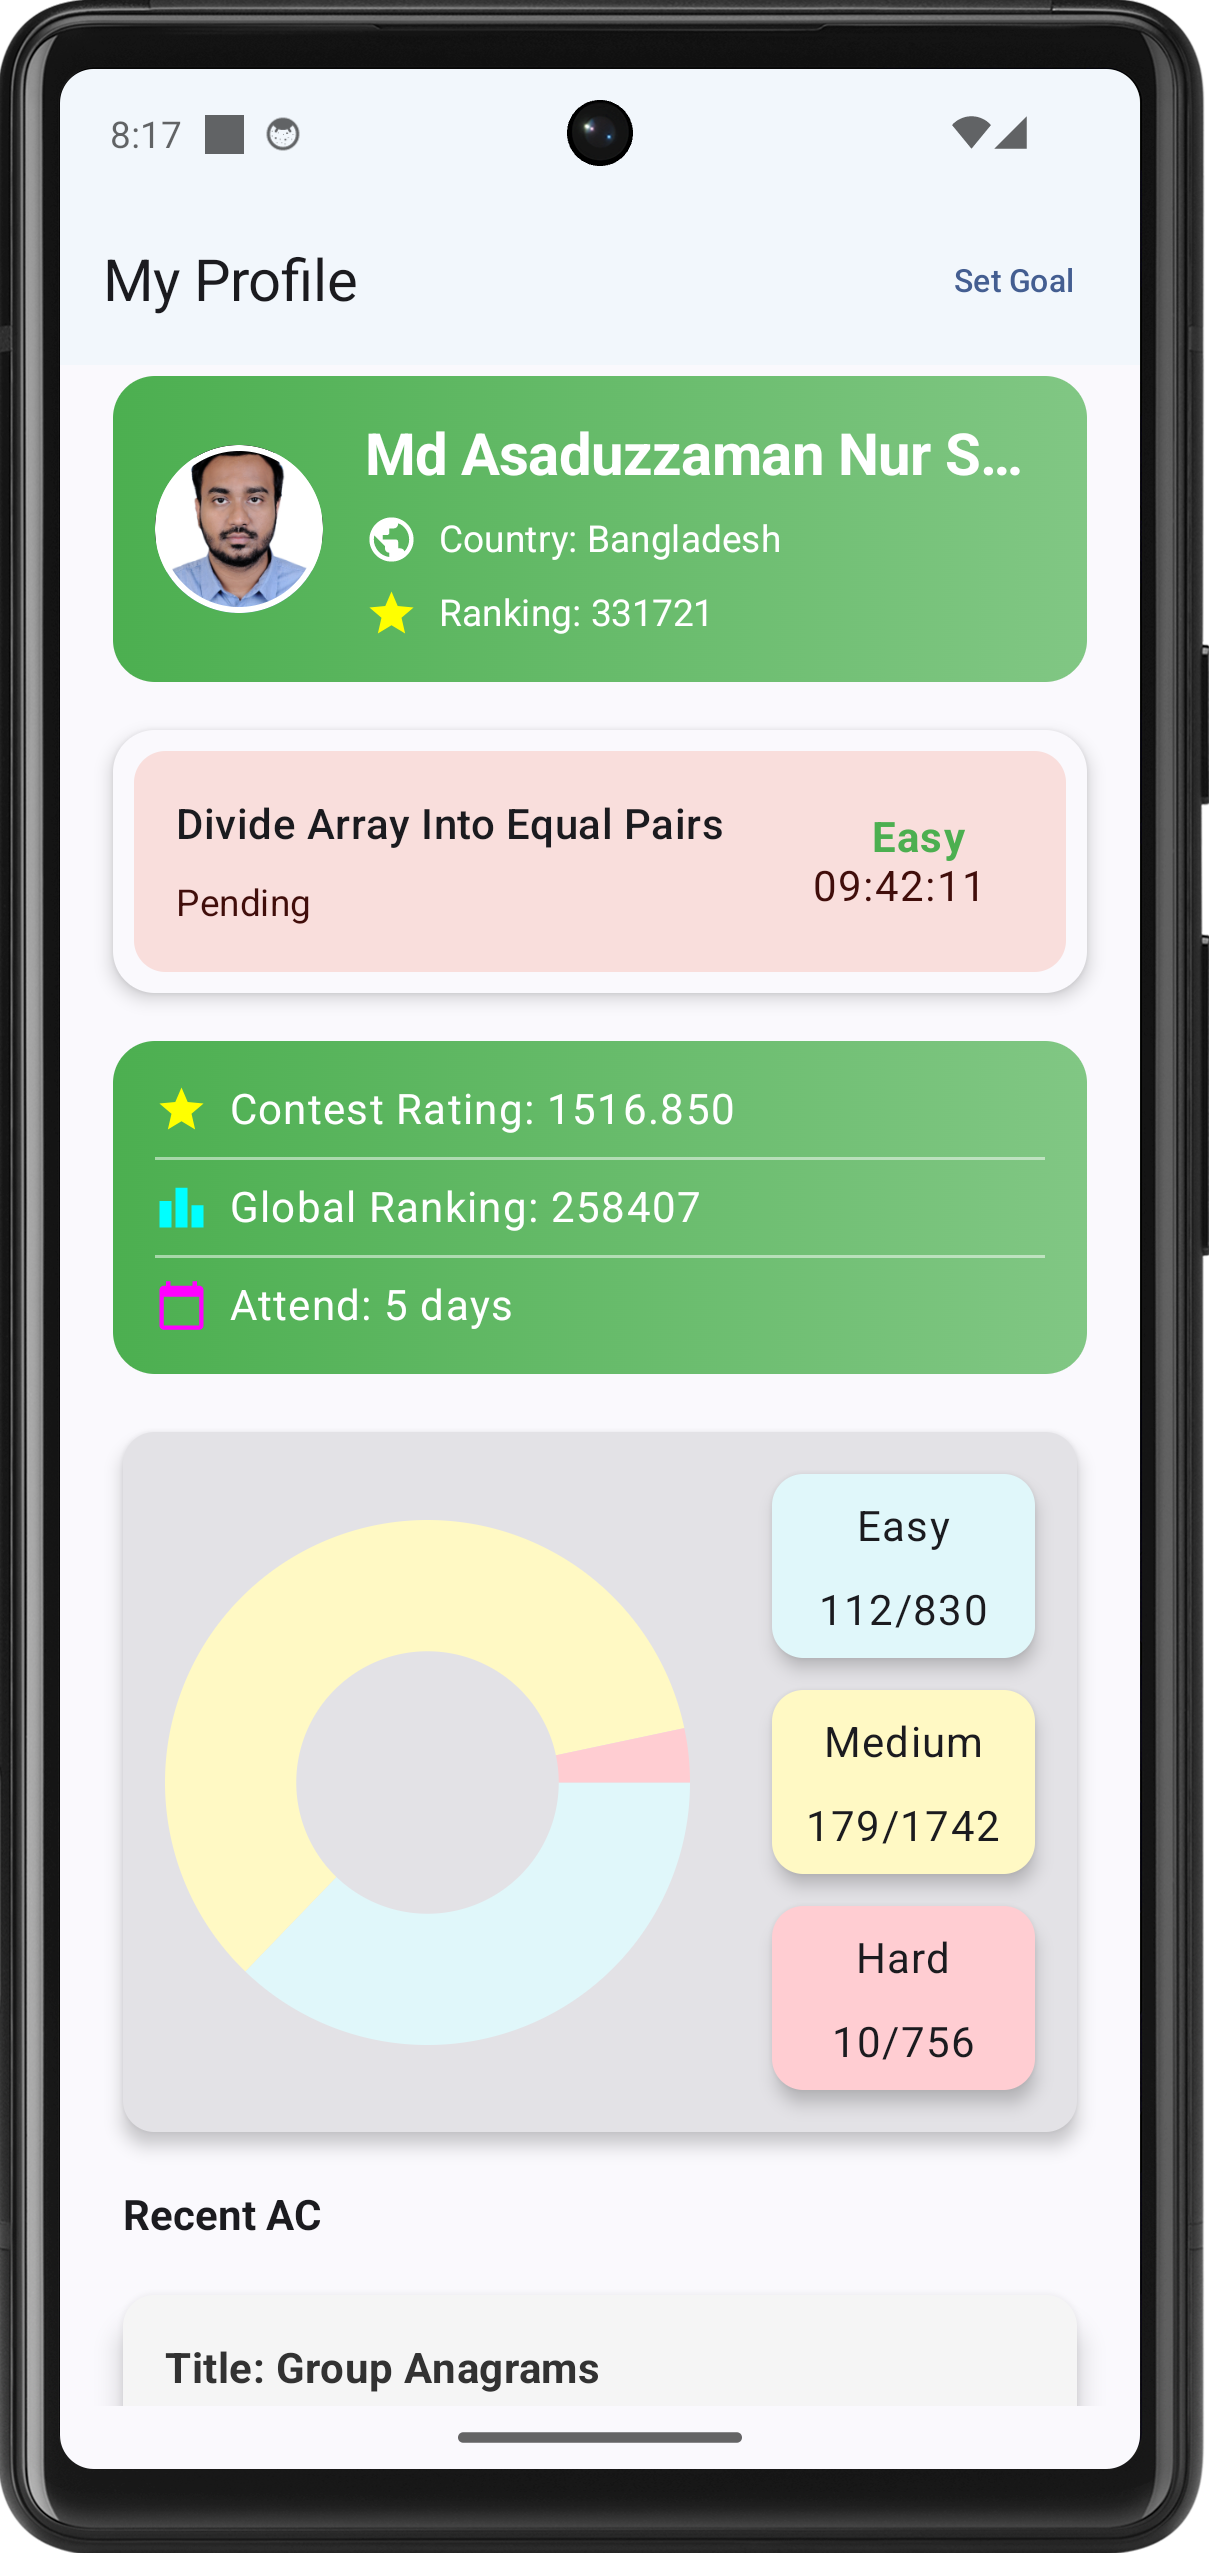 8:17
My Profile
Set Goal
Md Asaduzzaman Nur S...
Country: Bangladesh
Ranking: 331721
Divide Array Into Equal Pairs
Easy
09:42:11
Pending
Contest Rating: 1516.850
Global Ranking: 258407
Attend: 5 days
Easy
112/830
Medium
179/1742
Hard
10/756
Recent AC
Title: Group Anagrams